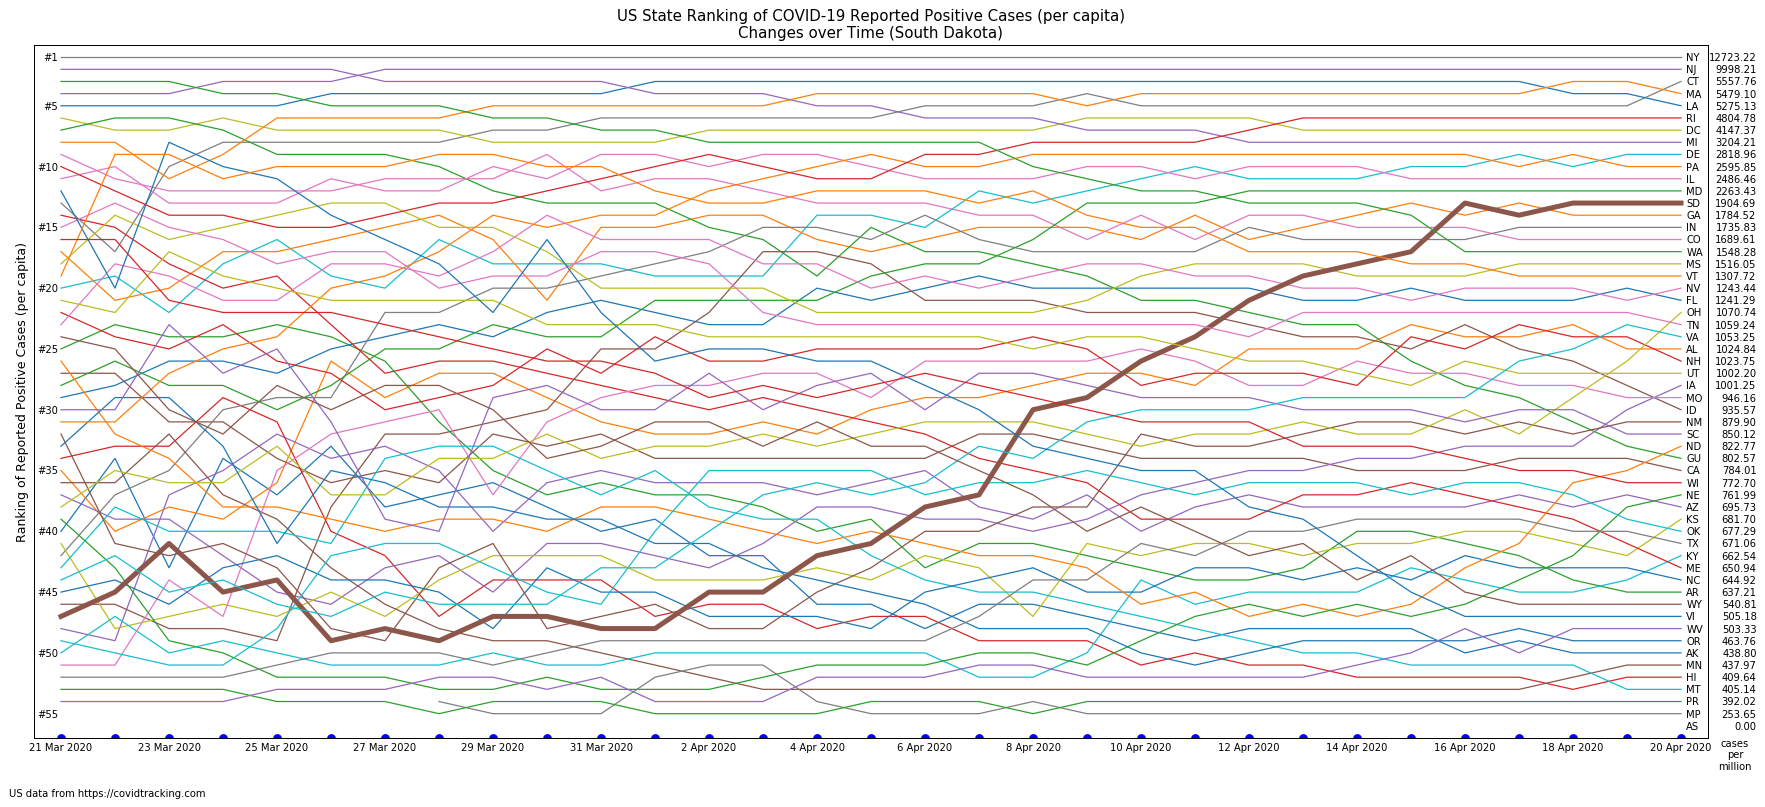 US State Ranking of COVID-19 Reported Positive Cases (per capita)
Changes over Time (South Dakota)
Ranking of Reported Positive Cases (per capita)
#1
#5
#10
#15
#20
#25
#30
#35
#40
#45
#50
#55
NY 12723.22
NJ 9998.21
CT 5557.76
MA 5479.10
LA 5275.13
RI 4804.78
DC 4147.37
MI 3204.21
DE 2818.96
PA 2595.85
IL 2486.46
MD 2263.43
SD 1904.69
GA 1784.52
IN 1735.83
CO 1689.61
WA 1548.28
MS 1516.05
VT 1307.72
NV 1243.44
FL 1241.29
OH 1070.74
TN 1059.24
VA 1053.25
AL 1024.84
NH 1023.75
UT 1002.20
IA 1001.25
MO 946.16
ID 935.57
NM 879.90
SC 850.12
ND 822.77
GU 802.57
CA 784.01
WI 772.70
NE 761.99
AZ 695.73
KS 681.70
OK 677.29
TX 671.06
KY 662.54
ME 650.94
NC 644.92
AR 637.21
WY 540.81
VI 505.18
WV 503.33
OR 463.76
AK 438.80
MN 437.97
HI 409.64
MT 405.14
PR 392.02
MP 253.65
AS 0.00
21 Mar 2020 23 Mar 2020 25 Mar 2020 27 Mar 2020 29 Mar 2020 31 Mar 2020 2 Apr 2020 4 Apr 2020 6 Apr 2020 8 Apr 2020 10 Apr 2020 12 Apr 2020 14 Apr 2020 16 Apr 2020 18 Apr 2020 20 Apr 2020
cases
per
million
US data from https://covidtracking.com